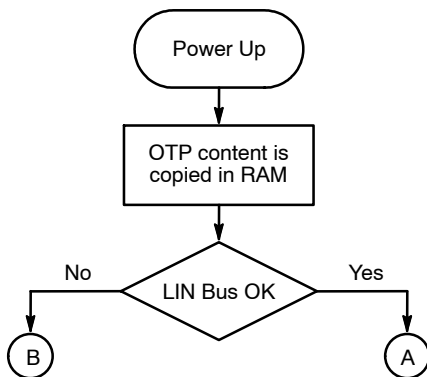 Power Up
OTP content is
copied in RAM
No
LIN Bus OK
Yes
B
A